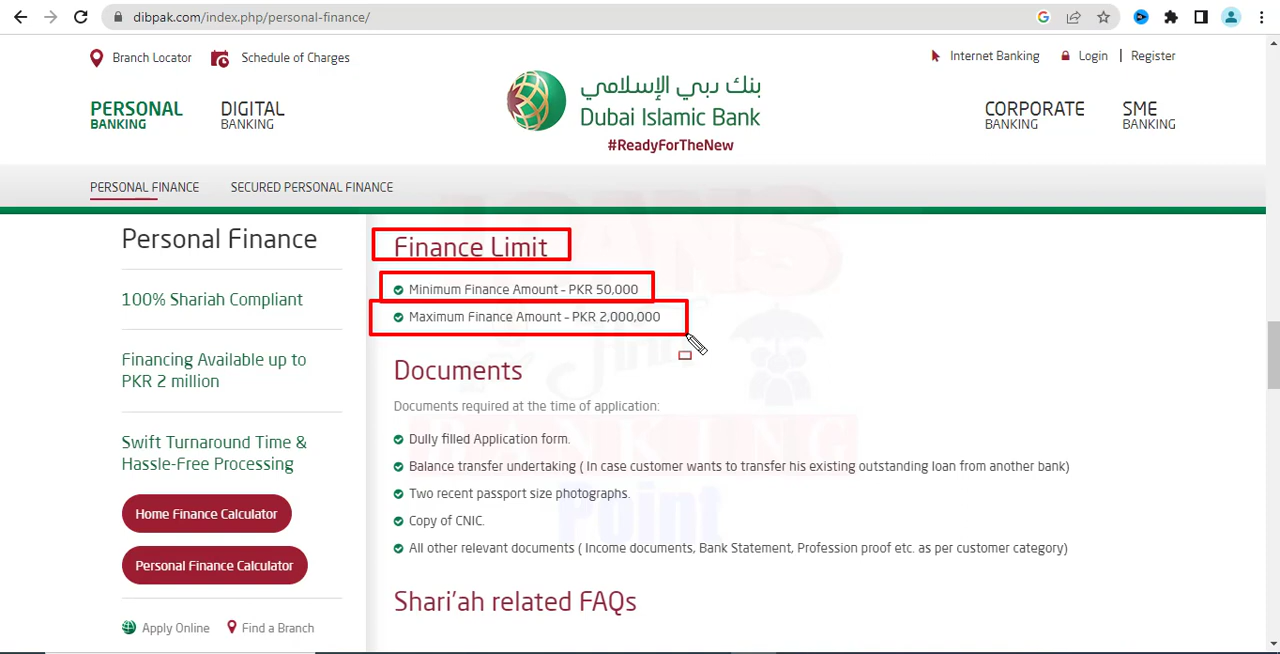 dibpak.com/index.php/personal-finance/
Branch Locator
Schedule of Charges
Internet Banking
Login | Register
PERSONAL
BANKING
DIGITAL
BANKING
بنك دبي الإسلامي
Dubai Islamic Bank
#ReadyForTheNew
CORPORATE
BANKING
SME
BANKING
PERSONAL FINANCE
SECURED PERSONAL FINANCE
Personal Finance
100% Shariah Compliant
Financing Available up to
PKR 2 million
Swift Turnaround Time &
Hassle-Free Processing
Home Finance Calculator
Personal Finance Calculator
Apply Online
Find a Branch
Finance Limit
Minimum Finance Amount - PKR 50,000
Maximum Finance Amount - PKR 2,000,000
Documents
Documents required at the time of application:
Dully filled Application form.
Balance transfer undertaking ( In case customer wants to transfer his existing outstanding loan from another bank)
Two recent passport size photographs.
Copy of CNIC.
All other relevant documents ( Income documents, Bank Statement, Profession proof etc. as per customer category)
Shari'ah related FAQs
LOANS
BANKING
Point